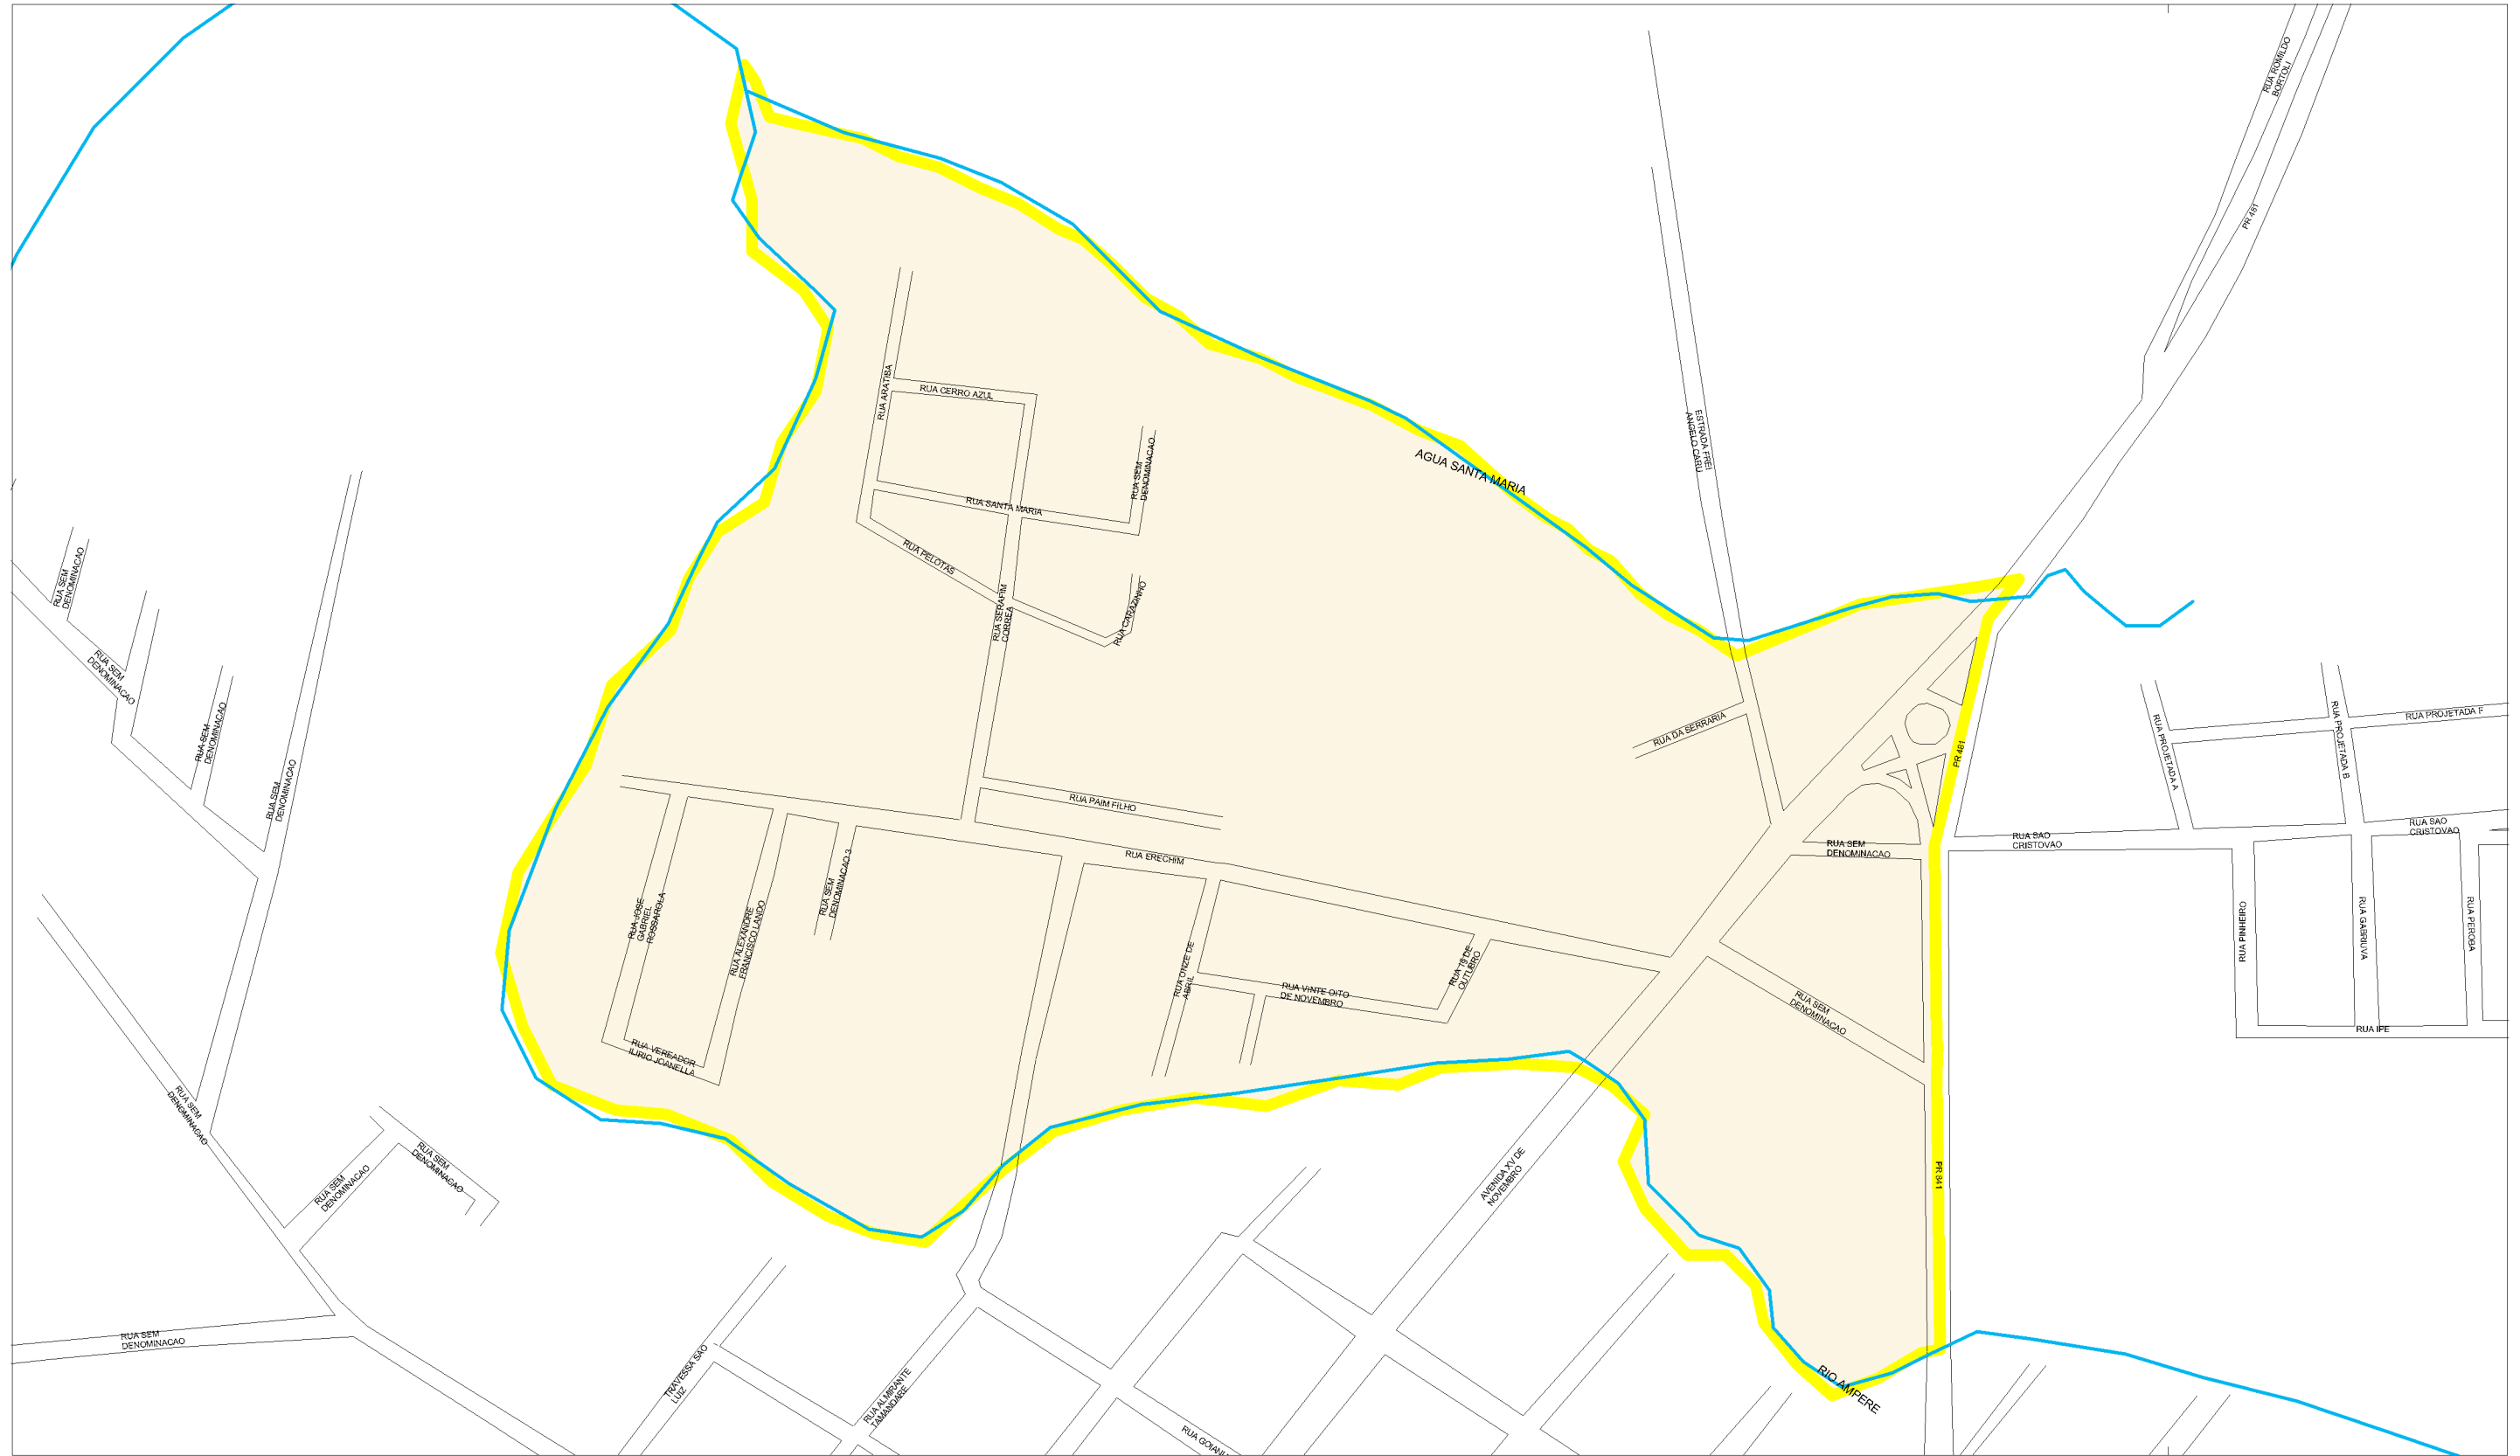 RUA ROMILDO
BORTOLI
PR 481
RUA ARATIBA
RUA CERRO AZUL
ESTRADA FREI
ANGELO CARU
AGUA SANTA MARIA
RUA SEM
DENOMINACAO
RUA SANTA MARIA
RUA PELOTAS
RUA SEM
DENOMINACAO
RUA SERAFIM
CORREA
RUA CARAZINHO
RUA SEM
DENOMINACAO
RUA SEM
DENOMINACAO
RUA SEM
DENOMINACAO
RUA DA SERRARIA
PR 481
RUA PROJETADA A
RUA PROJETADA B
RUA PROJETADA F
RUA PAIM FILHO
RUA ERECHIM
RUA SEM
DENOMINACAO
RUA SAO
CRISTOVAO
RUA SAO
CRISTOVAO
RUA JOSE
GABRIEL
ROSSAROLA
RUA ALEXANDRE
FRANCISCO LANDO
RUA SEM
DENOMINACAO 3
RUA ONZE DE
ABRIL
RUA VINTE OITO
DE NOVEMBRO
RUA 19 DE
OUTUBRO
RUA SEM
DENOMINACAO
RUA PINHEIRO
RUA GABRIUVA
RUA PEROBA
RUA IPE
RUA VEREADOR
ILIRIO JOANELLA
RUA SEM
DENOMINACAO
RUA SEM
DENOMINACAO
RUA SEM
DENOMINACAO
AVENIDA XV DE
NOVEMBRO
PR 841
RUA SEM
DENOMINACAO
TRAVESSA SAO
LUIZ
RUA ALMIRANTE
TAMANDARE
RIO AMPERE